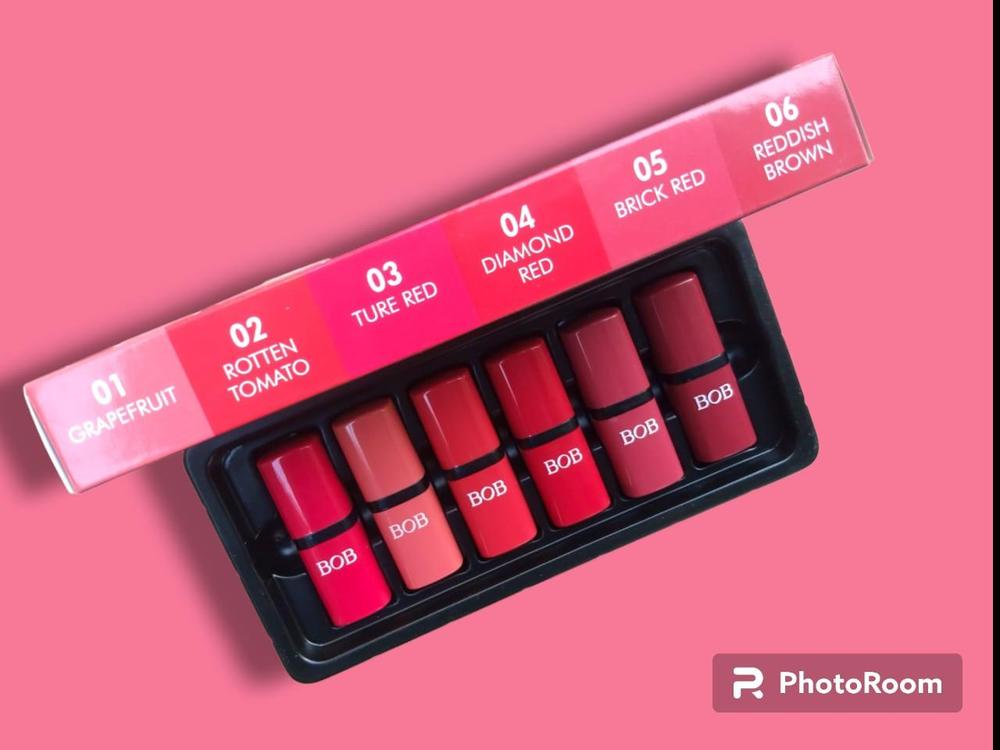 01
GRAPEFRUIT
02
ROTTEN
TOMATO
03
TURE RED
04
DIAMOND
RED
05
BRICK RED
06
REDDISH
BROWN
BOB
BOB
BOB
BOB
BOB
BOB
PhotoRoom